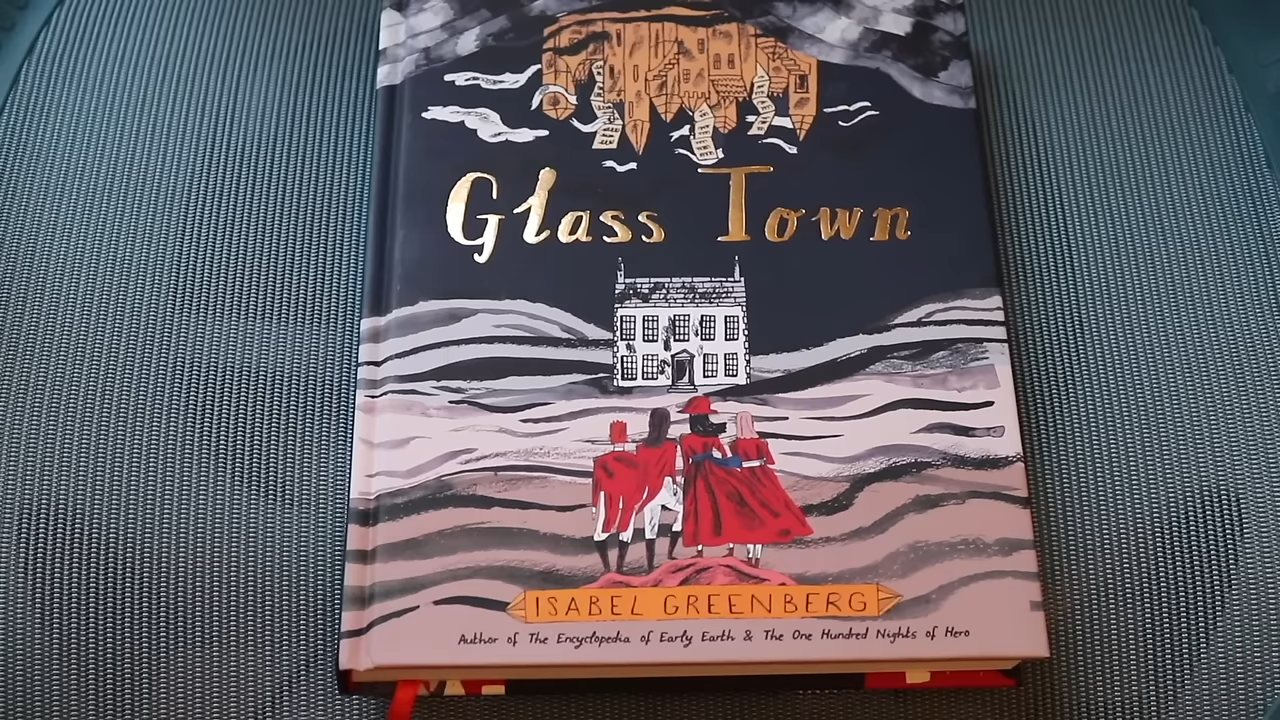 Glass Town
ISABEL GREENBERG
Author of The Encyclopedia of Early Earth & The One Hundred Nights of Hero